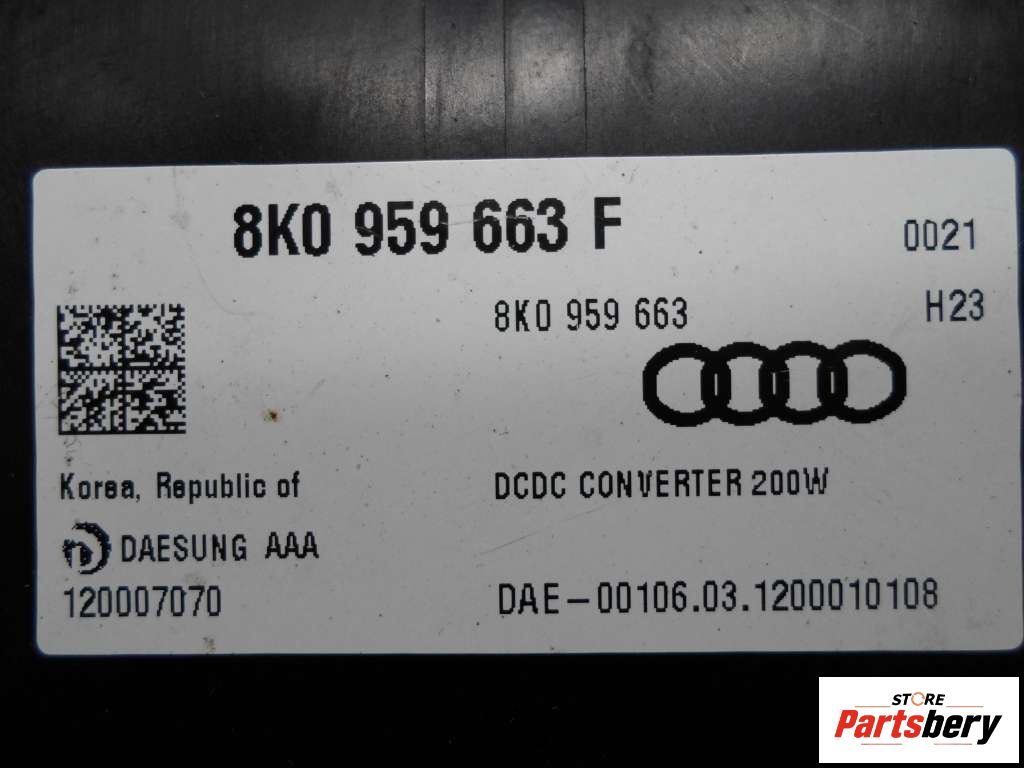 8K0 959 663 F
0021
8K0 959 663
H23
Korea, Republic of
DCDC CONVERTER 200W
DAESUNG AAA
120007070
DAE-00106.03.1200010108
STORE
Partsbery